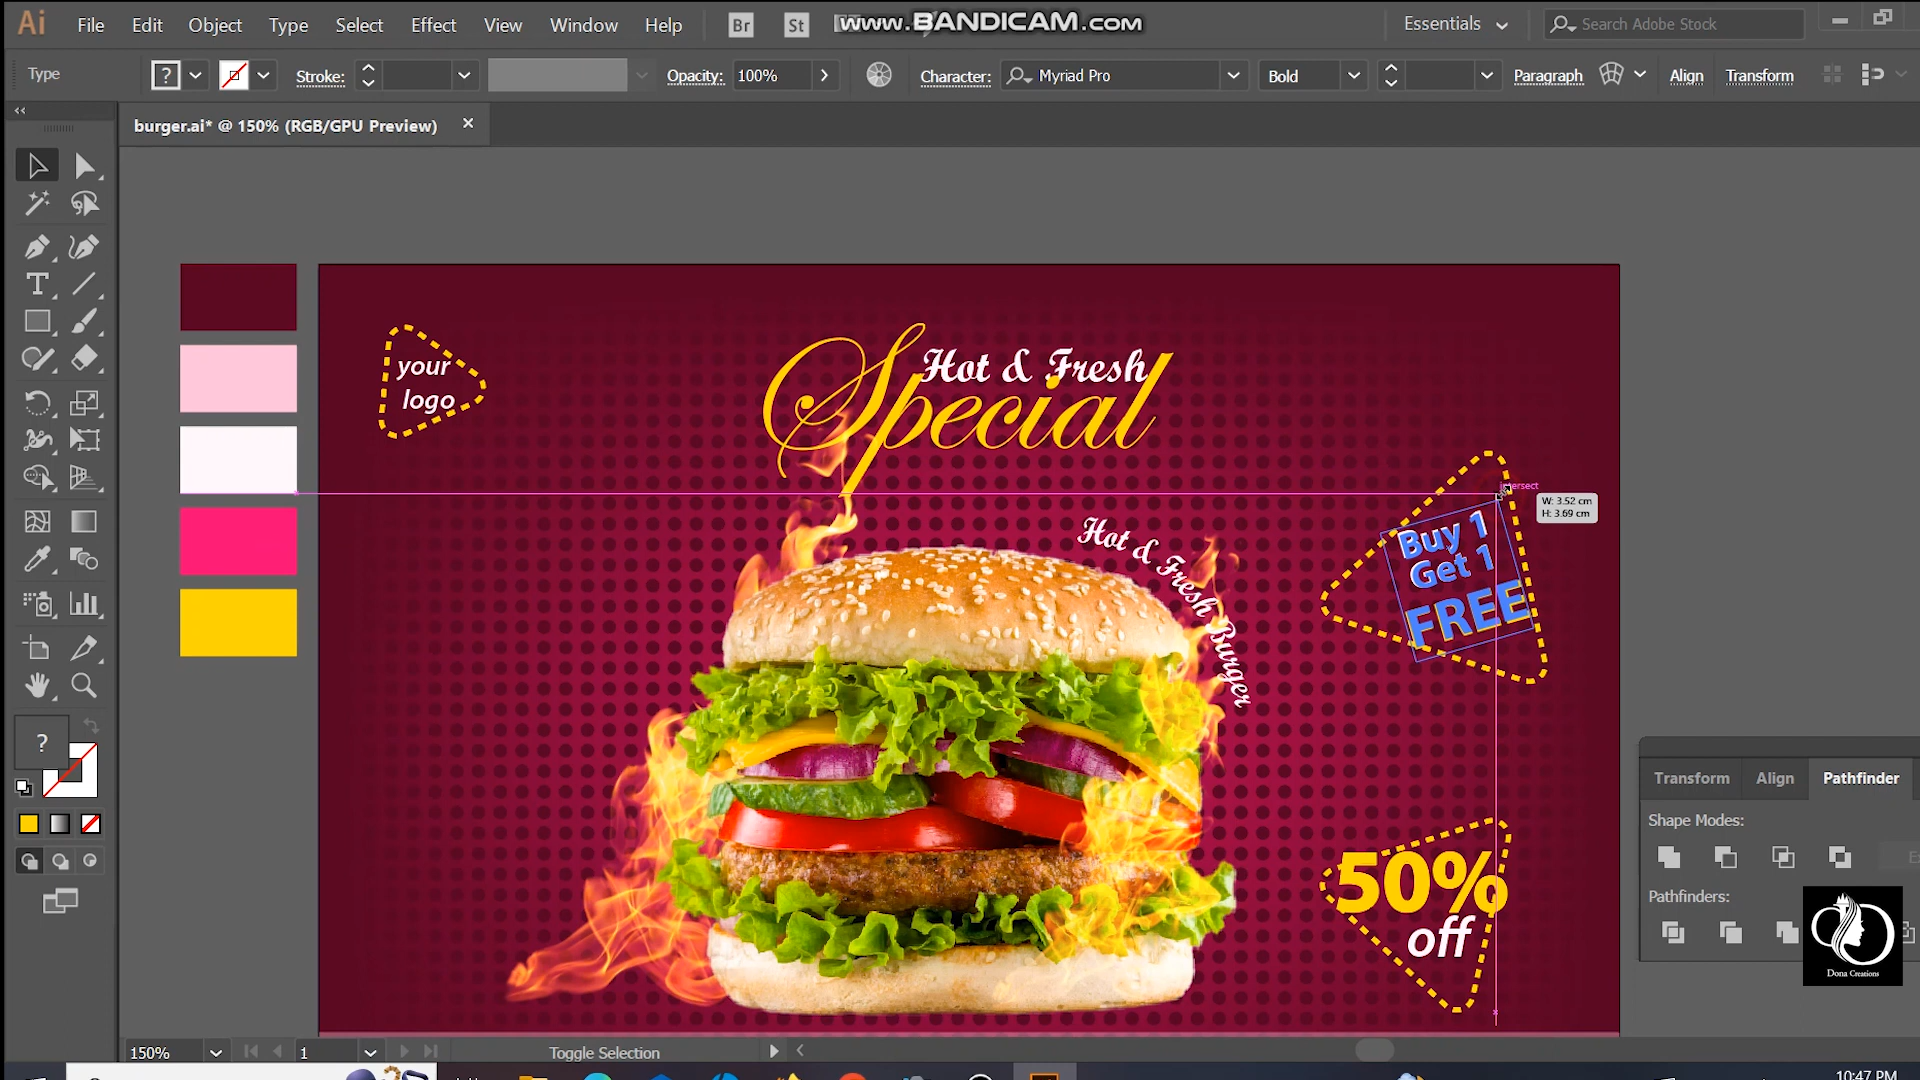 Ai File Edit Object Type Select Effect View Window Help Br St www.BANDICAM.com Essentials Search Adobe Stock
Type ? Stroke: Opacity: 100% Character: Myriad Pro Bold Paragraph Align Transform
burger.ai* @ 150% (RGB/GPU Preview)
your
logo
Hot & Fresh
Special
intersect
W: 3.52 cm
H: 3.69 cm
Buy 1
Get 1
FREE
Hot & Fresh Burger
?
Transform Align Pathfinder
Shape Modes:
Pathfinders:
50%
off
Dona Creations
150% 1 Toggle Selection
10:47 PM